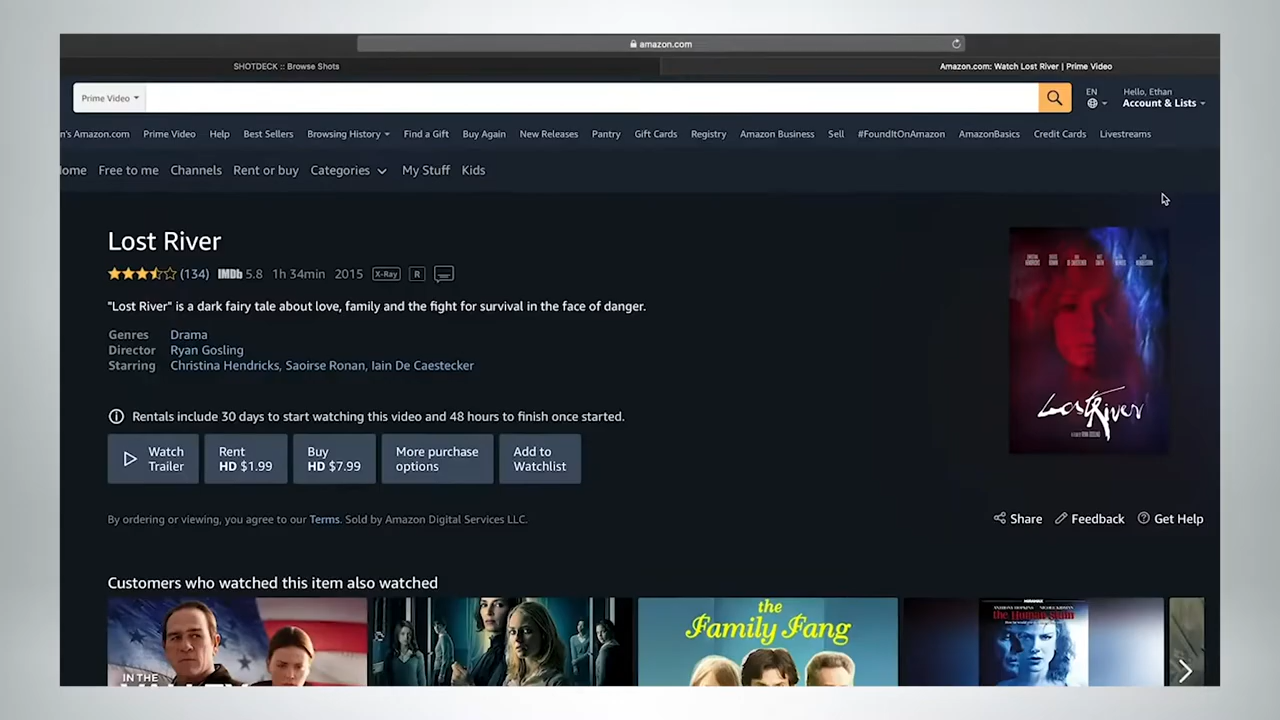 amazon.com
SHOTDECK :: Browse Shots
Amazon.com: Watch Lost River | Prime Video
Prime Video
EN
Hello, Ethan
Account & Lists
n's Amazon.com Prime Video Help Best Sellers Browsing History Find a Gift Buy Again New Releases Pantry Gift Cards Registry Amazon Business Sell #FoundItOnAmazon AmazonBasics Credit Cards Livestreams
ome Free to me Channels Rent or buy Categories My Stuff Kids
Lost River
(134) IMDb 5.8 1h 34min 2015 X-Ray R
"Lost River" is a dark fairy tale about love, family and the fight for survival in the face of danger.
Genres Drama
Director Ryan Gosling
Starring Christina Hendricks, Saoirse Ronan, Iain De Caestecker
Rentals include 30 days to start watching this video and 48 hours to finish once started.
Watch Trailer
Rent HD $1.99
Buy HD $7.99
More purchase options
Add to Watchlist
Lost River
By ordering or viewing, you agree to our Terms. Sold by Amazon Digital Services LLC.
Share Feedback Get Help
Customers who watched this item also watched
IN THE
VALLEY
the
Family Fang
MIRAMAX
the Human Stain